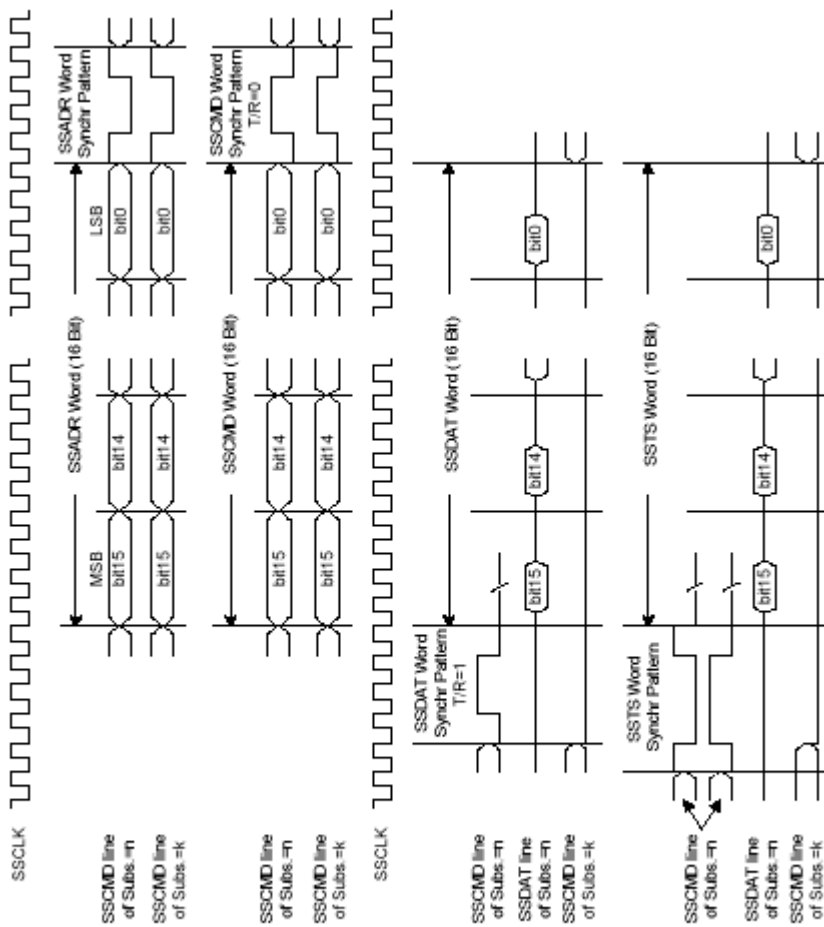 SSCLK
SSADR Word (16 Bit)
SSADR Word
Synchr Pattern
MSB
LSB
SSCMD line
of Subs.=n
bit15
bit14
bit0
SSCMD line
of Subs.=k
bit15
bit14
bit0
SSCMD Word (16 Bit)
SSCMD Word
Synchr Pattern
T/R=0
SSCMD line
of Subs.=n
bit15
bit14
bit0
SSCMD line
of Subs.=k
bit15
bit14
bit0
SSCLK
SSDAT Word
Synchr Pattern
T/R=1
SSDAT Word (16 Bit)
SSCMD line
of Subs.=n
SSDAT line
of Subs.=n
bit15
bit14
bit0
SSCMD line
of Subs.=k
SSTS Word
Synchr Pattern
SSTS Word (16 Bit)
SSCMD line
of Subs.=n
SSDAT line
of Subs.=n
bit15
bit14
bit0
SSCMD line
of Subs.=k